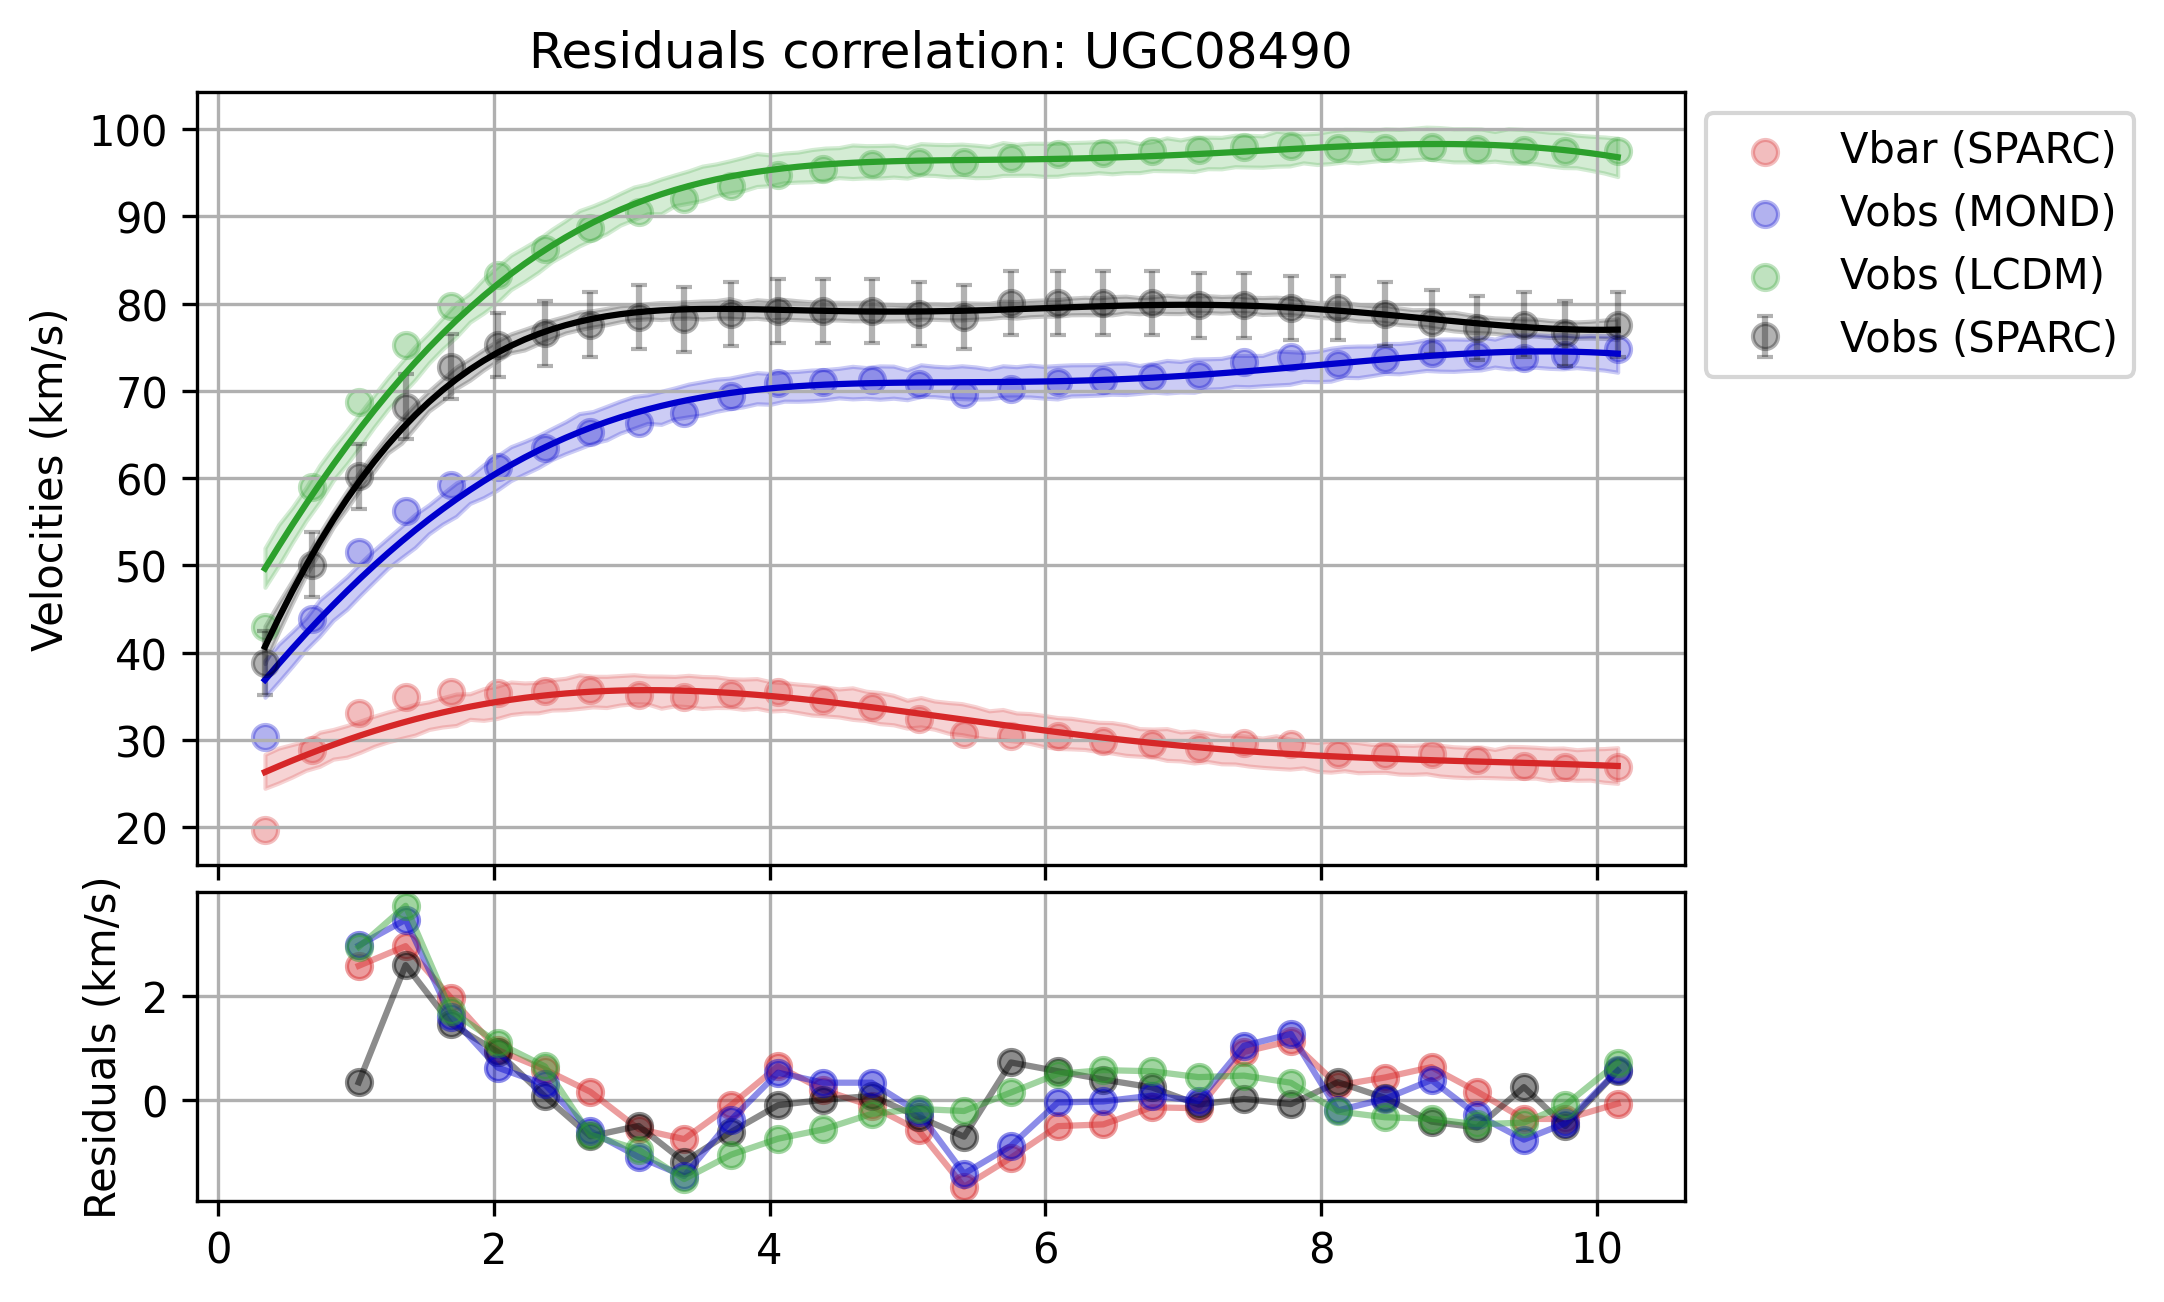 Residuals correlation: UGC08490
Velocities (km/s)
100
90
80
70
60
50
40
30
20
Vbar (SPARC)
Vobs (MOND)
Vobs (LCDM)
Vobs (SPARC)
Residuals (km/s)
2
0
0 2 4 6 8 10